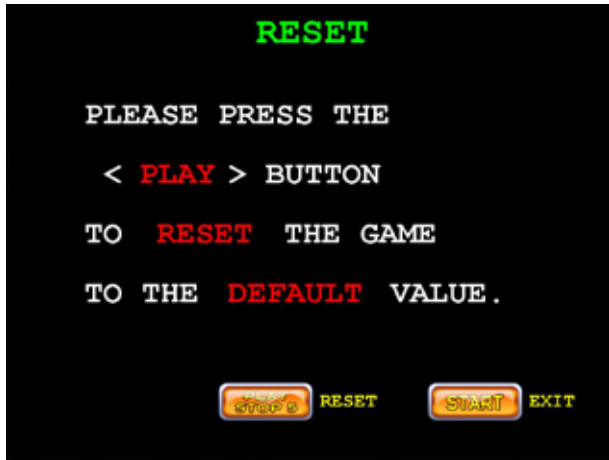 RESET
PLEASE PRESS THE
< PLAY > BUTTON
TO RESET THE GAME
TO THE DEFAULT VALUE.
PLAY
STOP 5 RESET START EXIT